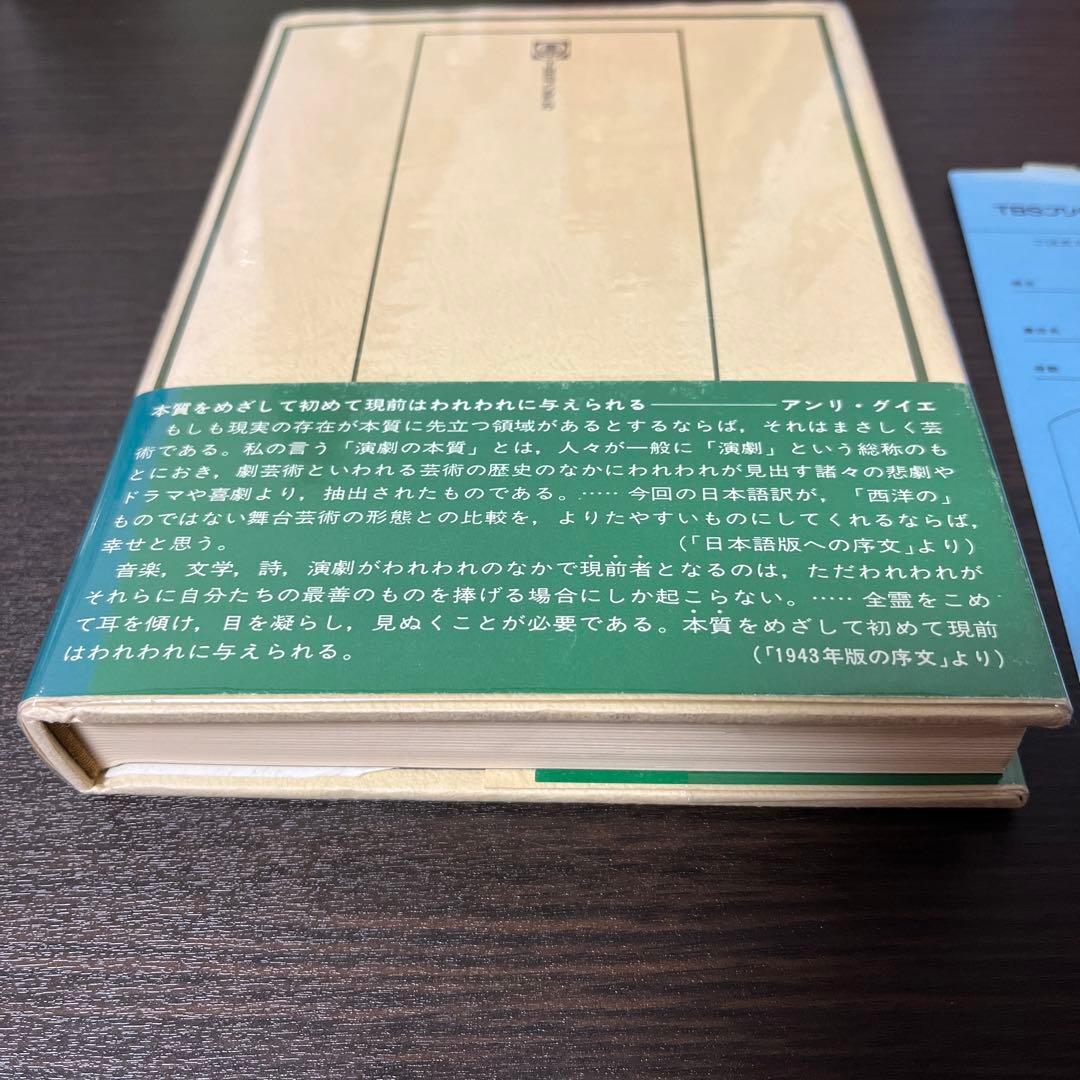 本質をめざして初めて現前はわれわれに与えられる────アンリ・グイエ
もしも現実の存在が本質に先立つ領域があるとするならば，それはまさしく芸
術である。私の言う「演劇の本質」とは，人々が一般に「演劇」という総称のも
とにおき，劇芸術といわれる芸術の歴史のなかにわれわれが見出す諸々の悲劇や
ドラマや喜劇より，抽出されたものである。…… 今回の日本語訳が，「西洋の」
ものではない舞台芸術の形態との比較を，よりたやすいものにしてくれるならば，
幸せと思う。 （「日本語版への序文」より）
音楽，文学，詩，演劇がわれわれのなかで現前者となるのは，ただわれわれが
それらに自分たちの最善のものを捧げる場合にしか起こらない。…… 全霊をこめ
て耳を傾け，目を凝らし，見ぬくことが必要である。本質をめざして初めて現前
はわれわれに与えられる。 （「1943年版の序文」より）
TBSブリ